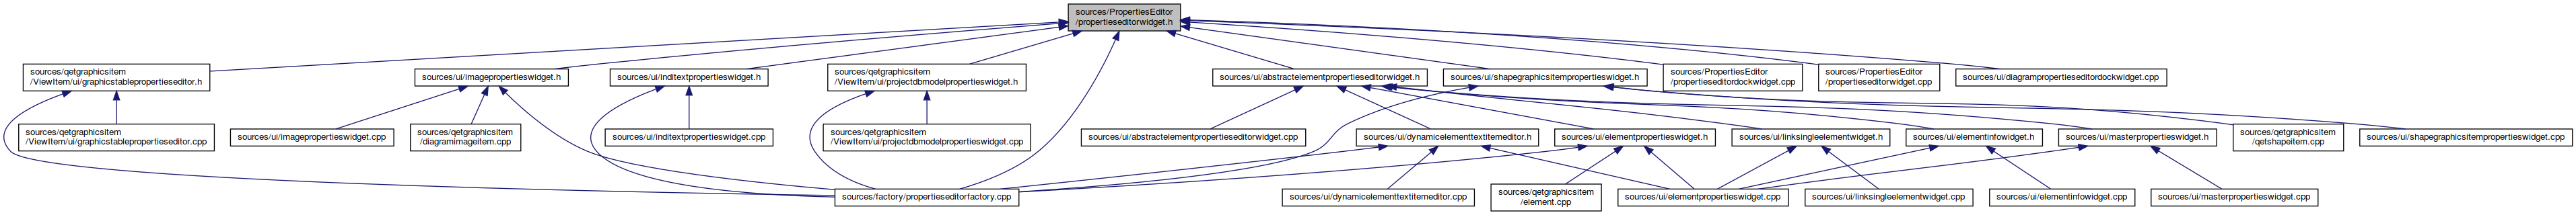 sources/PropertiesEditor
/propertieseditorwidget.h
sources/qetgraphicsitem
/ViewItem/ui/graphicstablepropertieseditor.h
sources/ui/imagepropertieswidget.h
sources/ui/inditextpropertieswidget.h
sources/qetgraphicsitem
/ViewItem/ui/projectdbmodelpropertieswidget.h
sources/ui/abstractelementpropertieseditorwidget.h
sources/ui/shapegraphicsitempropertieswidget.h
sources/PropertiesEditor
/propertieseditordockwidget.cpp
sources/PropertiesEditor
/propertieseditorwidget.cpp
sources/ui/diagrampropertieseditordockwidget.cpp
sources/qetgraphicsitem
/ViewItem/ui/graphicstablepropertieseditor.cpp
sources/ui/imagepropertieswidget.cpp
sources/qetgraphicsitem
/diagramimageitem.cpp
sources/ui/inditextpropertieswidget.cpp
sources/qetgraphicsitem
/ViewItem/ui/projectdbmodelpropertieswidget.cpp
sources/ui/abstractelementpropertieseditorwidget.cpp
sources/ui/dynamicelementtextitemeditor.h
sources/ui/elementpropertieswidget.h
sources/ui/linksingleelementwidget.h
sources/ui/elementinfowidget.h
sources/ui/masterpropertieswidget.h
sources/qetgraphicsitem
/qetshapeitem.cpp
sources/ui/shapegraphicsitempropertieswidget.cpp
sources/factory/propertieseditorfactory.cpp
sources/ui/dynamicelementtextitemeditor.cpp
sources/qetgraphicsitem
/element.cpp
sources/ui/elementpropertieswidget.cpp
sources/ui/linksingleelementwidget.cpp
sources/ui/elementinfowidget.cpp
sources/ui/masterpropertieswidget.cpp